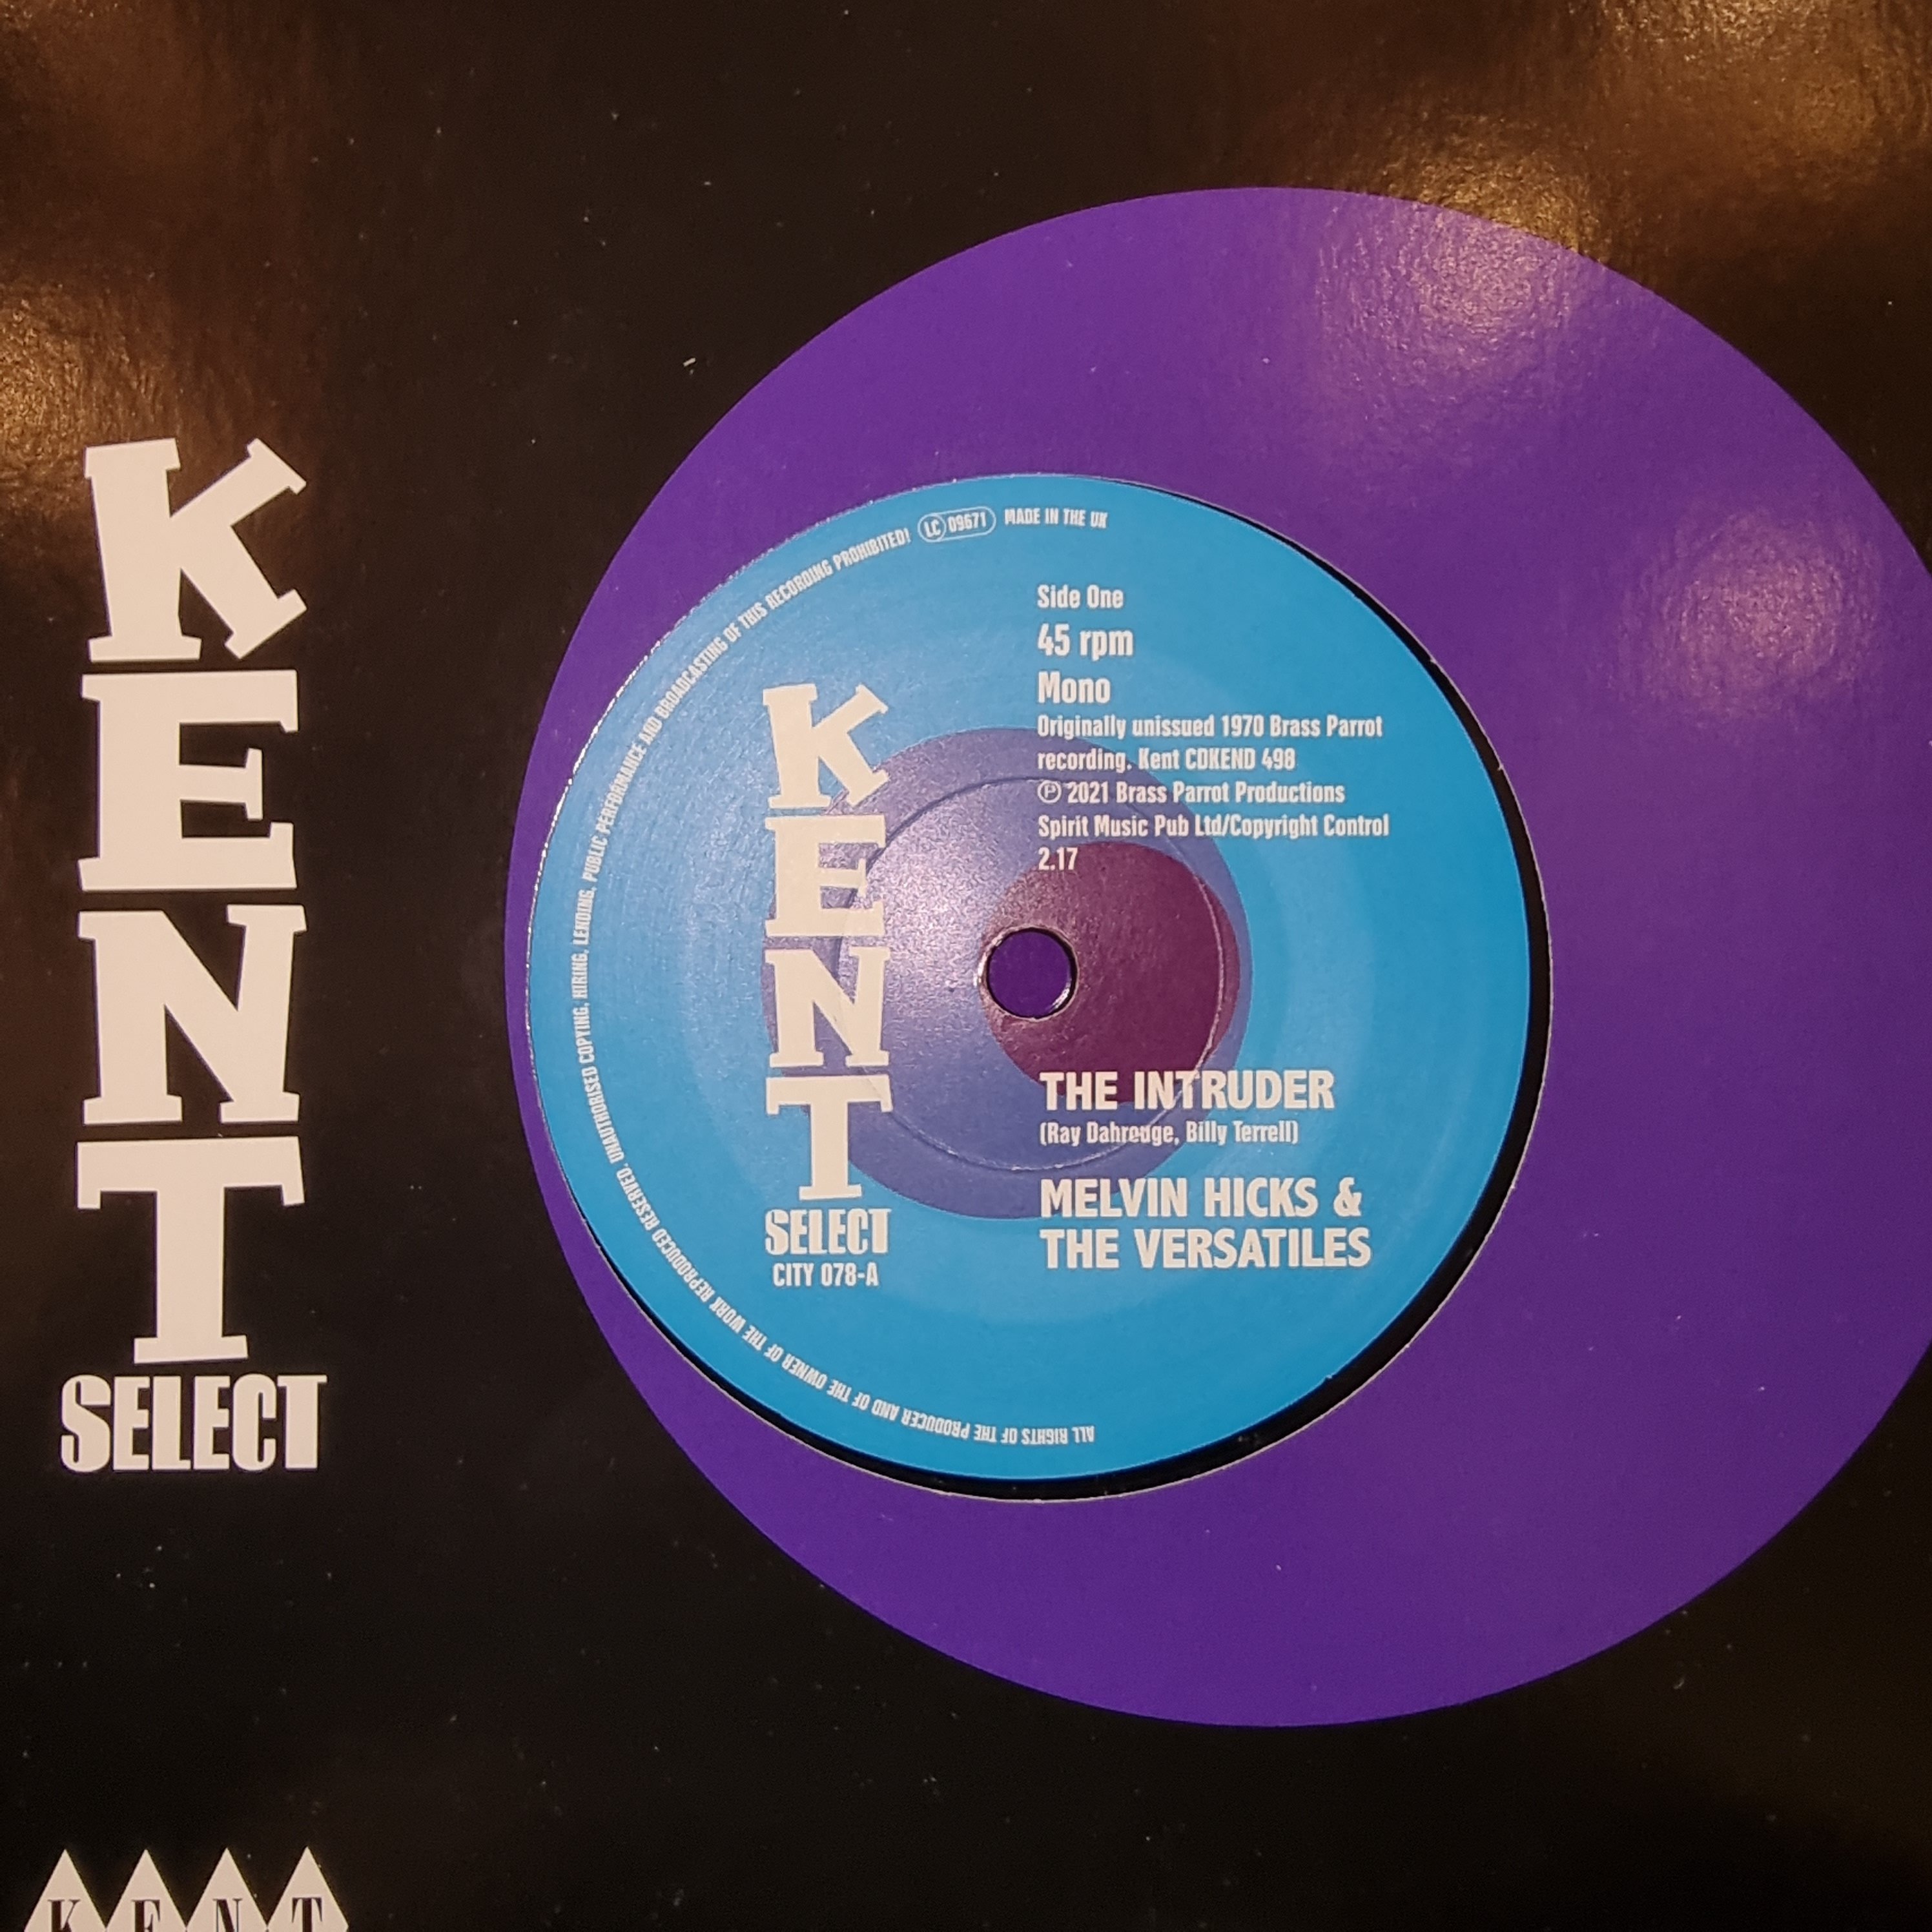 KENT
SELECT
KENT
ALL RIGHTS OF THE PRODUCER AND OF THE OWNER OF THE WORK REPRODUCED RESERVED. UNAUTHORISED COPYING, HIRING, LENDING, PUBLIC PERFORMANCE AND BROADCASTING OF THIS RECORDING PROHIBITED! LC 09671 MADE IN THE UK
KENT
SELECT
CITY 078-A
Side One
45 rpm
Mono
Originally unissued 1970 Brass Parrot
recording. Kent CDKEND 498
℗ 2021 Brass Parrot Productions
Spirit Music Pub Ltd/Copyright Control
2.17
THE INTRUDER
(Ray Dahrouge, Billy Terrell)
MELVIN HICKS &
THE VERSATILES